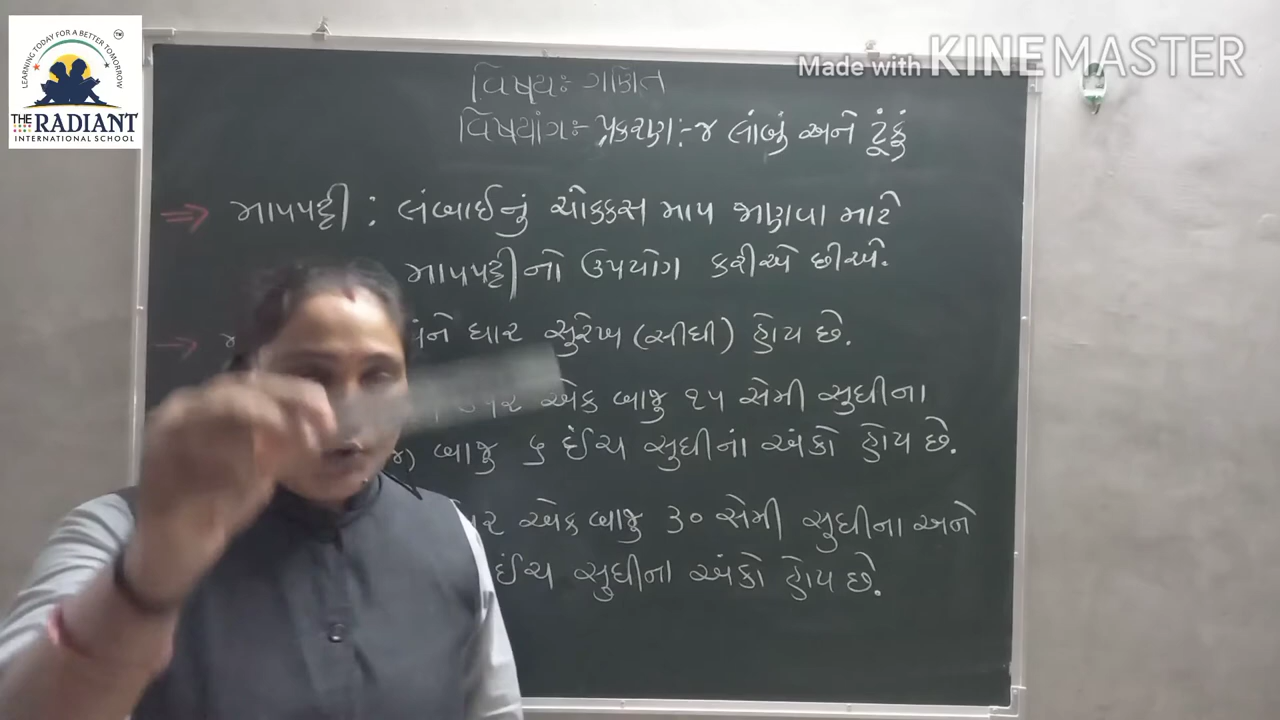 LEARNING TODAY FOR A BETTER TOMORROW
TM
THE RADIANT
INTERNATIONAL SCHOOL
Made with KINEMASTER
વિષયઃ ગણિત
વિષયાંગઃ- પ્રકરણઃ-૪ લાંબું અને ટૂંકું
⇒ માપપટ્ટી : લંબાઈનું ચોક્કસ માપ જાણવા માટે
માપપટ્ટીનો ઉપયોગ કરીએ છીએ.
ધાર સુરેખ (સીધી) હોય છે.
એક બાજુ ૧૫ સેમી સુધીના
બાજુ ૬ ઈંચ સુધીનાં અંકો હોય છે.
એક બાજુ ૩૦ સેમી સુધીના અને
ઈંચ સુધીના અંકો હોય છે.